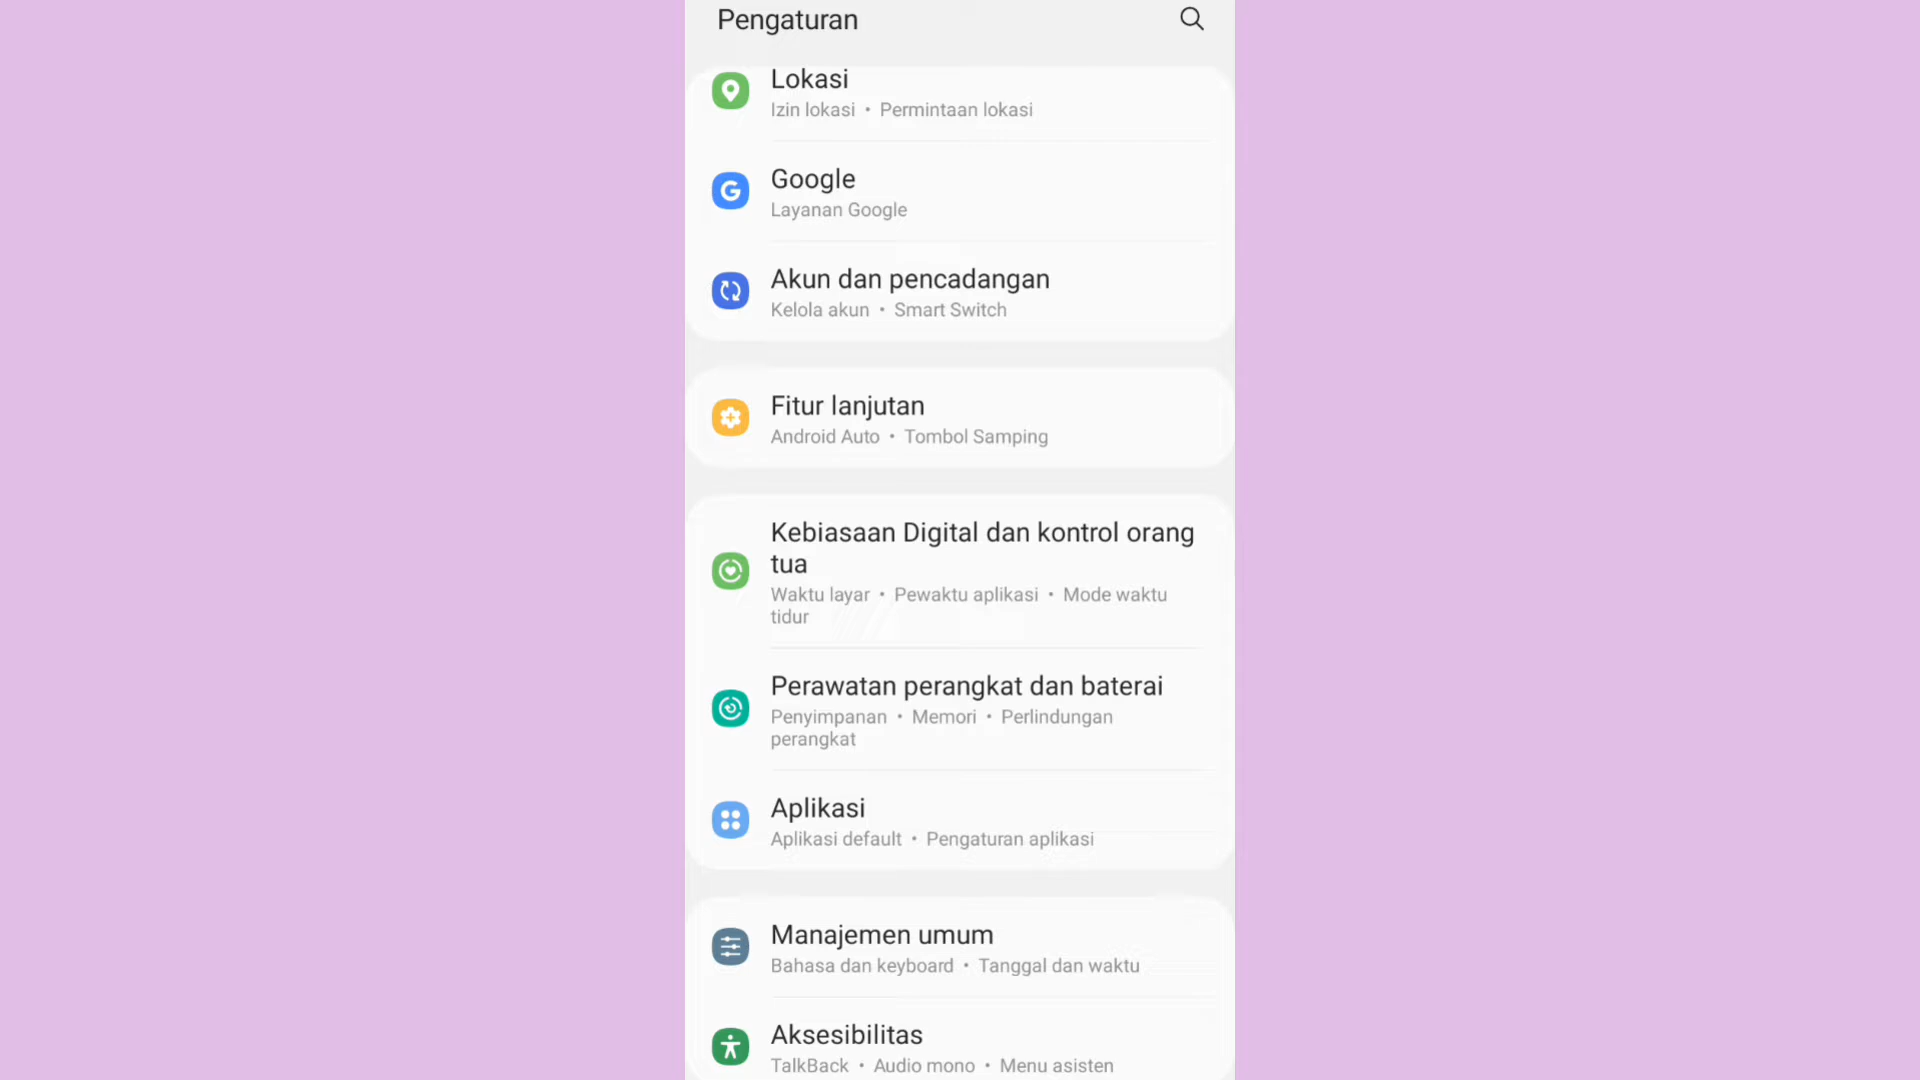 Pengaturan
Lokasi
Izin lokasi • Permintaan lokasi
Google
Layanan Google
Akun dan pencadangan
Kelola akun • Smart Switch
Fitur lanjutan
Android Auto • Tombol Samping
Kebiasaan Digital dan kontrol orang
tua
Waktu layar • Pewaktu aplikasi • Mode waktu
tidur
Perawatan perangkat dan baterai
Penyimpanan • Memori • Perlindungan
perangkat
Aplikasi
Aplikasi default • Pengaturan aplikasi
Manajemen umum
Bahasa dan keyboard • Tanggal dan waktu
Aksesibilitas
TalkBack • Audio mono • Menu asisten